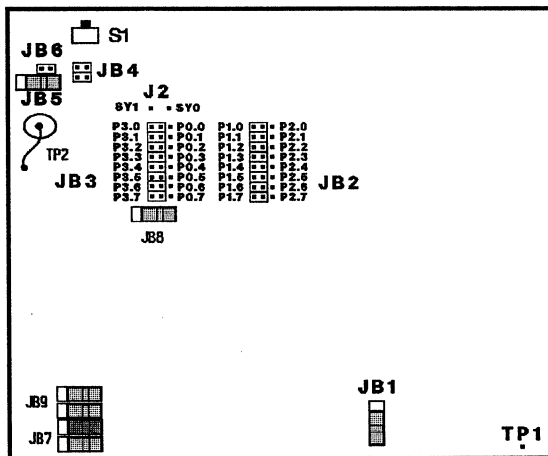 S1
JB6
JB4
JB5
J2
SY1 SY0
TP2
P3.0 P0.0 P1.0 P2.0
P3.1 P0.1 P1.1 P2.1
P3.2 P0.2 P1.2 P2.2
P3.3 P0.3 P1.3 P2.3
P3.4 P0.4 P1.4 P2.4
P3.5 P0.5 P1.5 P2.5
P3.6 P0.6 P1.6 P2.6
P3.7 P0.7 P1.7 P2.7
JB3
JB2
JB8
JB9
JB7
JB1
TP1